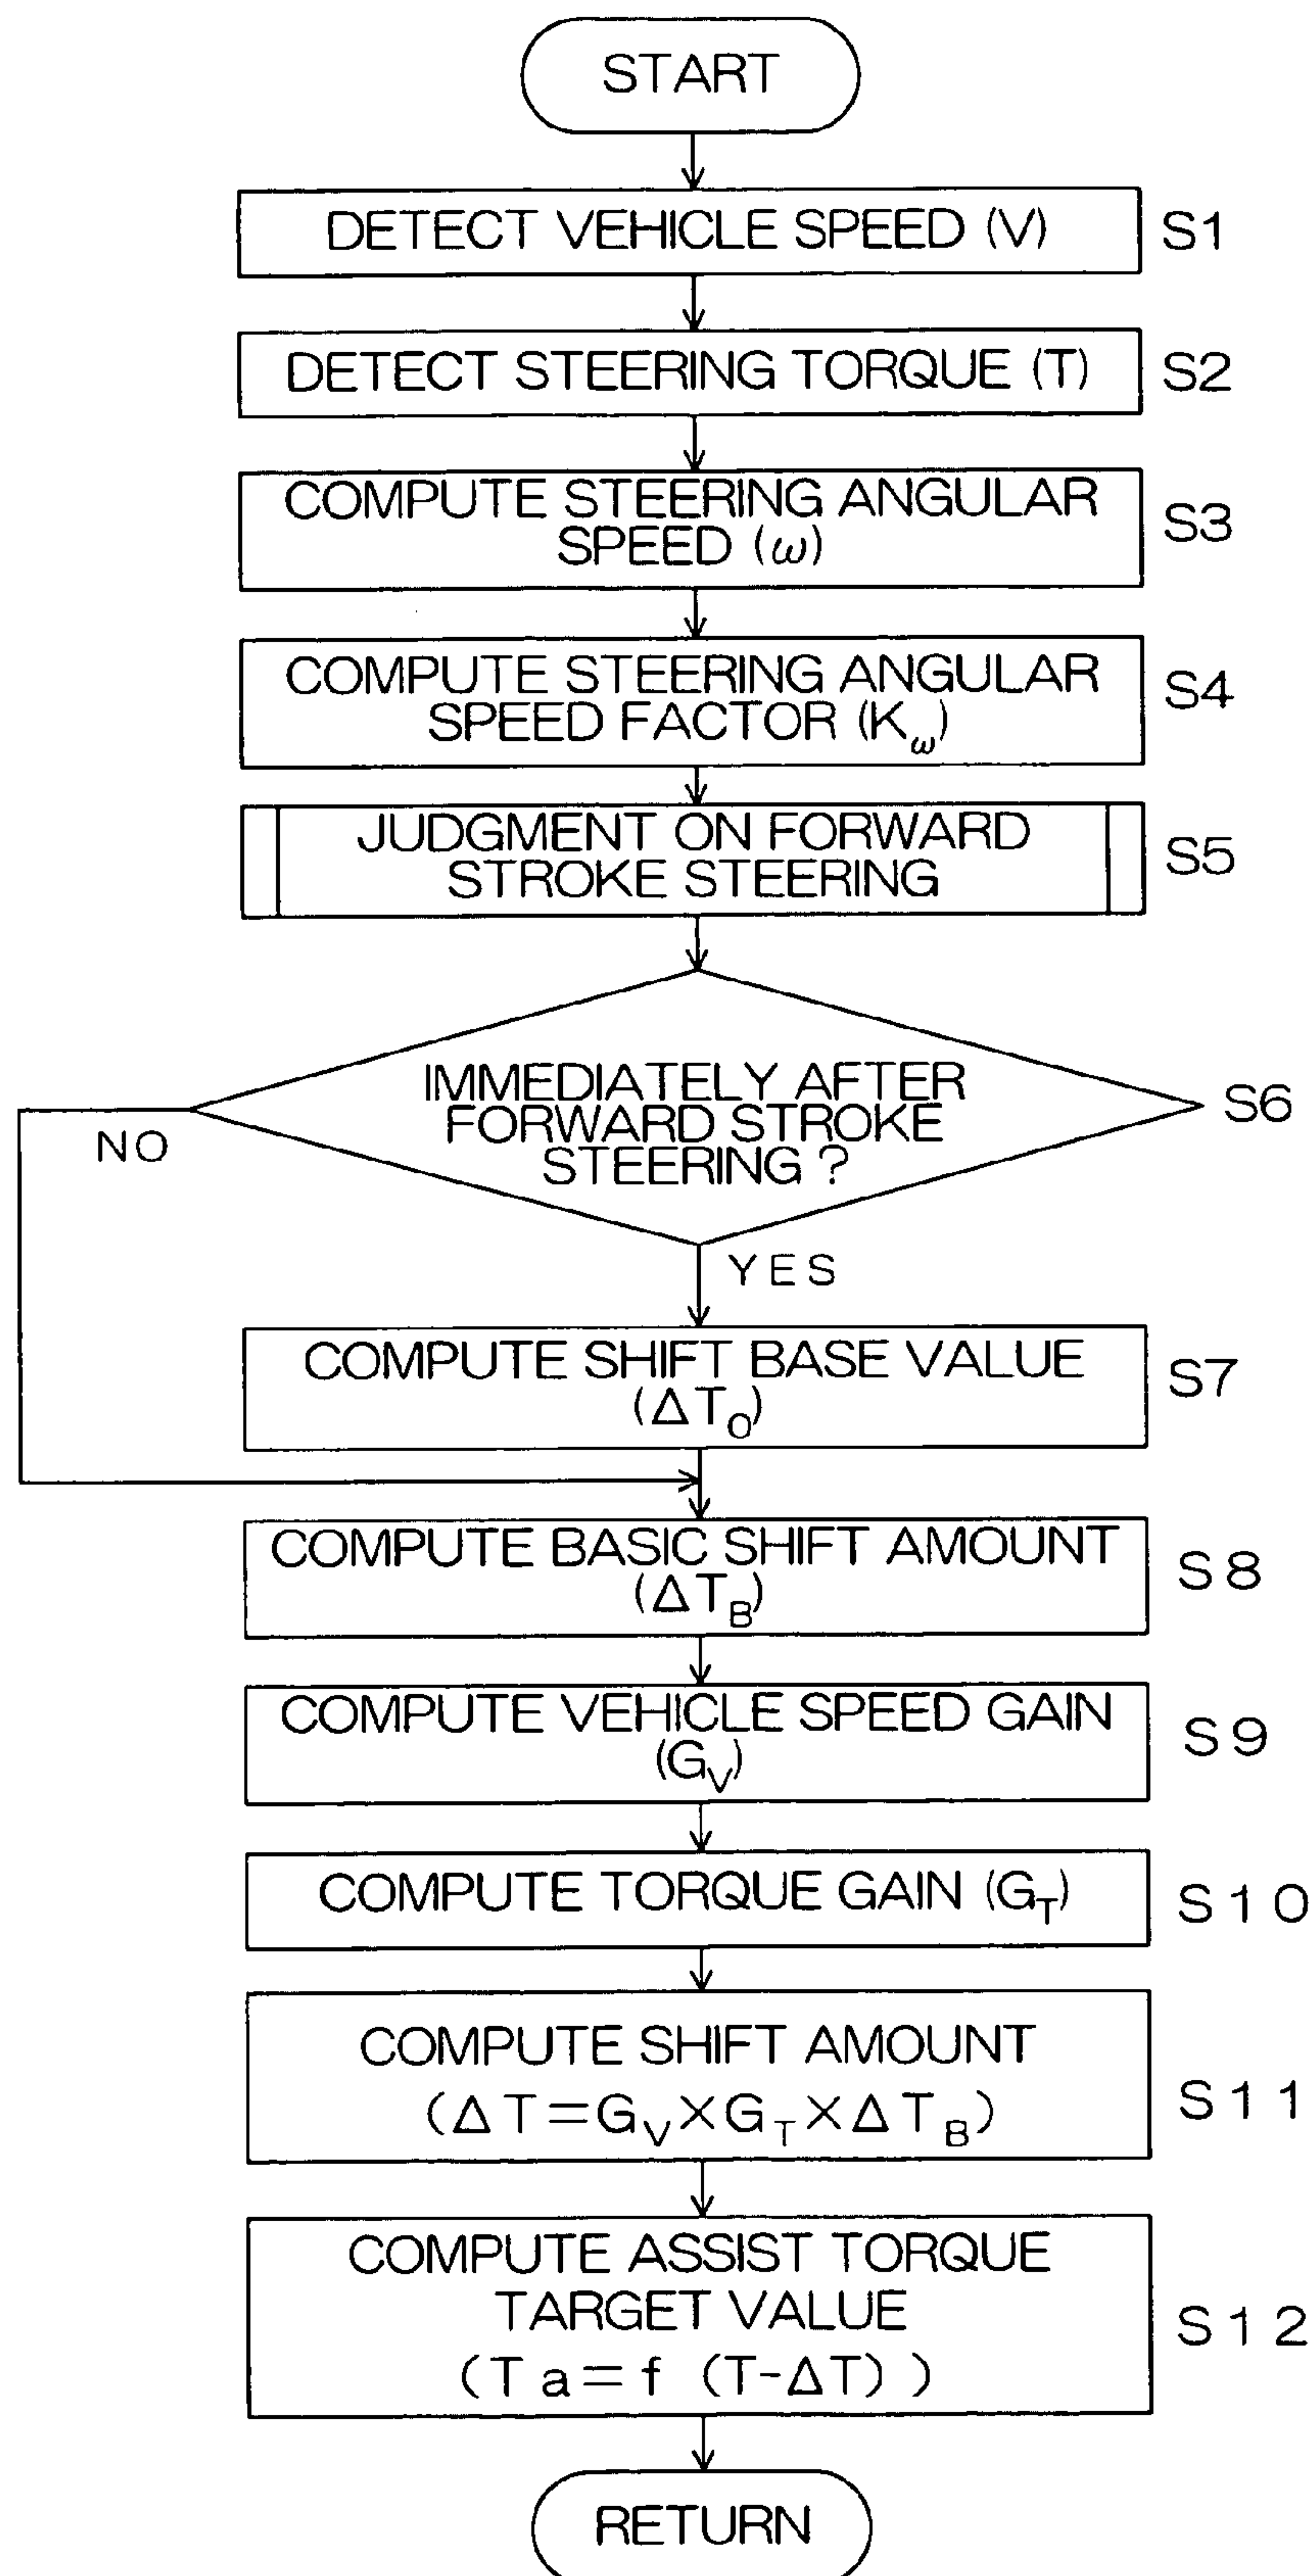 START
DETECT VEHICLE SPEED (V)
S1
DETECT STEERING TORQUE (T)
S2
COMPUTE STEERING ANGULAR
SPEED (ω)
S3
COMPUTE STEERING ANGULAR
SPEED FACTOR (Kω)
S4
JUDGMENT ON FORWARD
STROKE STEERING
S5
IMMEDIATELY AFTER
FORWARD STROKE
STEERING ?
S6
NO
YES
COMPUTE SHIFT BASE VALUE
(ΔT₀)
S7
COMPUTE BASIC SHIFT AMOUNT
(ΔTB)
S8
COMPUTE VEHICLE SPEED GAIN
(GV)
S9
COMPUTE TORQUE GAIN (GT)
S10
COMPUTE SHIFT AMOUNT
(ΔT=GV×GT×ΔTB)
S11
COMPUTE ASSIST TORQUE
TARGET VALUE
(Ta=f (T-ΔT))
S12
RETURN